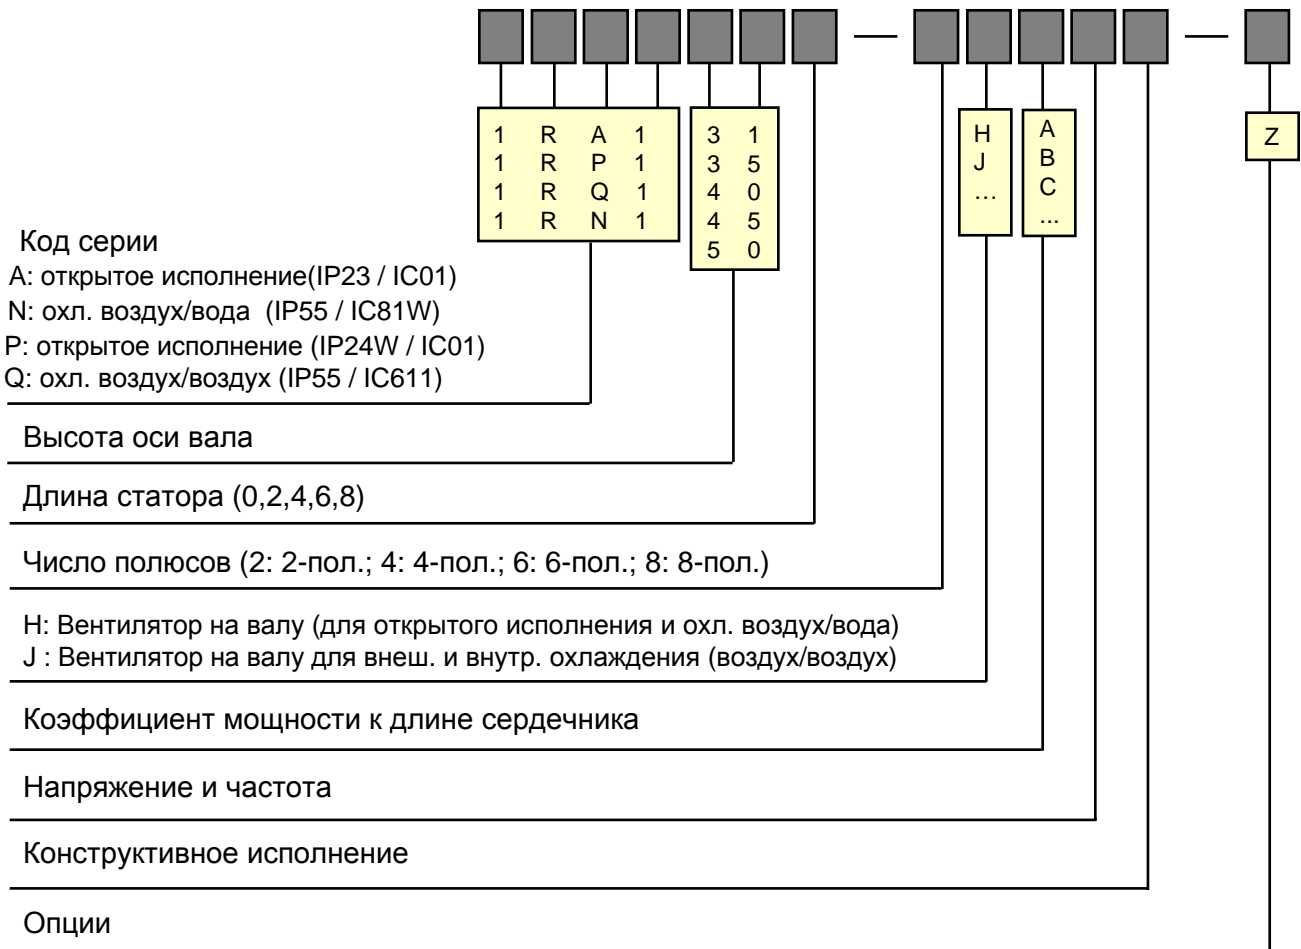 1 R A 1
1 R P 1
1 R Q 1
1 R N 1
3 1
3 5
4 0
4 5
5 0
H
J
...
A
B
C
...
Z
Код серии
A: открытое исполнение(IP23 / IC01)
N: охл. воздух/вода (IP55 / IC81W)
P: открытое исполнение (IP24W / IC01)
Q: охл. воздух/воздух (IP55 / IC611)
Высота оси вала
Длина статора (0,2,4,6,8)
Число полюсов (2: 2-пол.; 4: 4-пол.; 6: 6-пол.; 8: 8-пол.)
H: Вентилятор на валу (для открытого исполнения и охл. воздух/вода)
J : Вентилятор на валу для внеш. и внутр. охлаждения (воздух/воздух)
Коэффициент мощности к длине сердечника
Напряжение и частота
Конструктивное исполнение
Опции